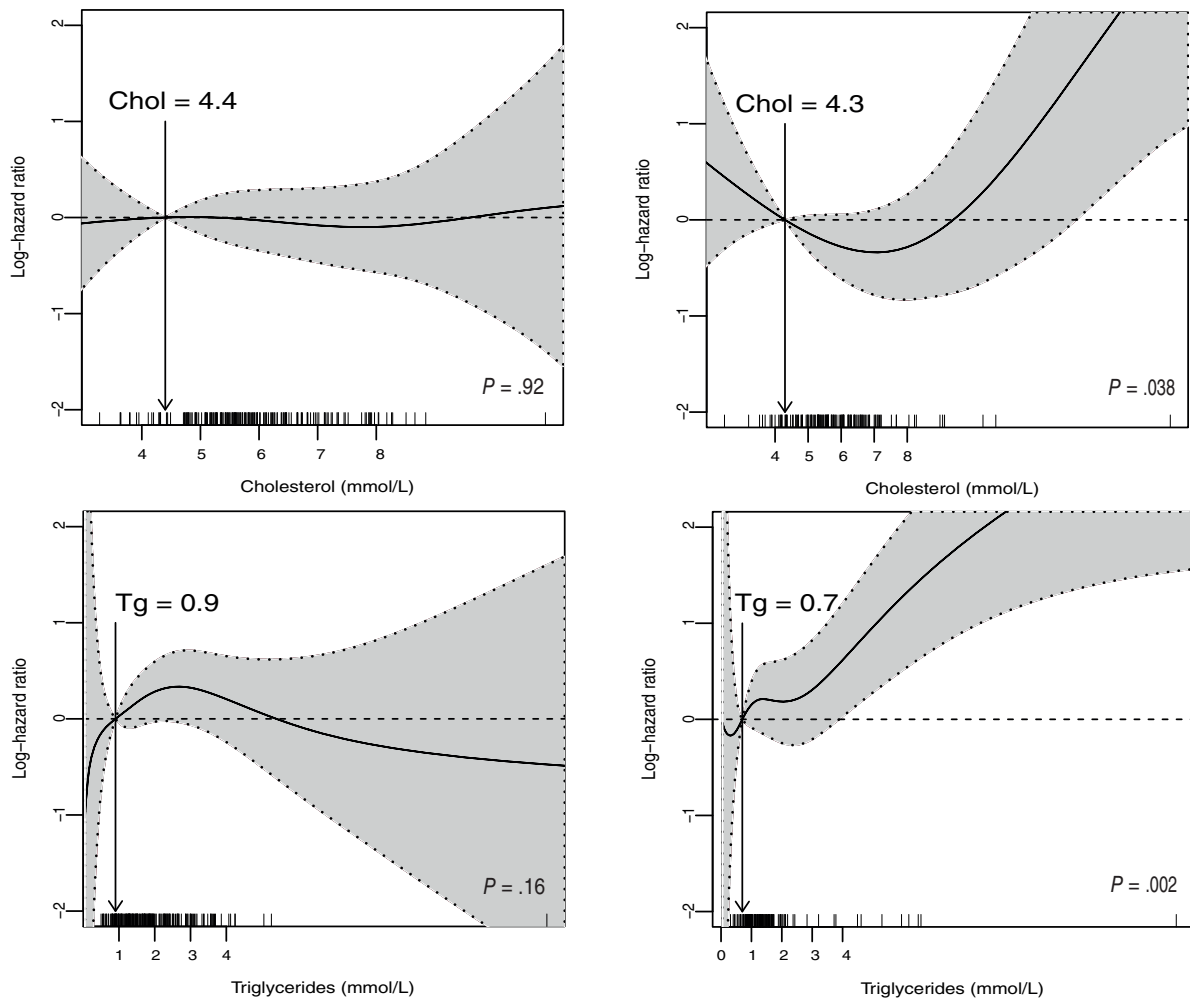 Chol = 4.4
Log−hazard ratio
2
1
0
-1
-2
P = .92
4 5 6 7 8
Cholesterol (mmol/L)
Chol = 4.3
Log−hazard ratio
2
1
0
-1
-2
P = .038
4 5 6 7 8
Cholesterol (mmol/L)
Tg = 0.9
Log−hazard ratio
2
1
0
-1
-2
P = .16
1 2 3 4
Triglycerides (mmol/L)
Tg = 0.7
Log−hazard ratio
2
1
0
-1
-2
P = .002
0 1 2 3 4
Triglycerides (mmol/L)